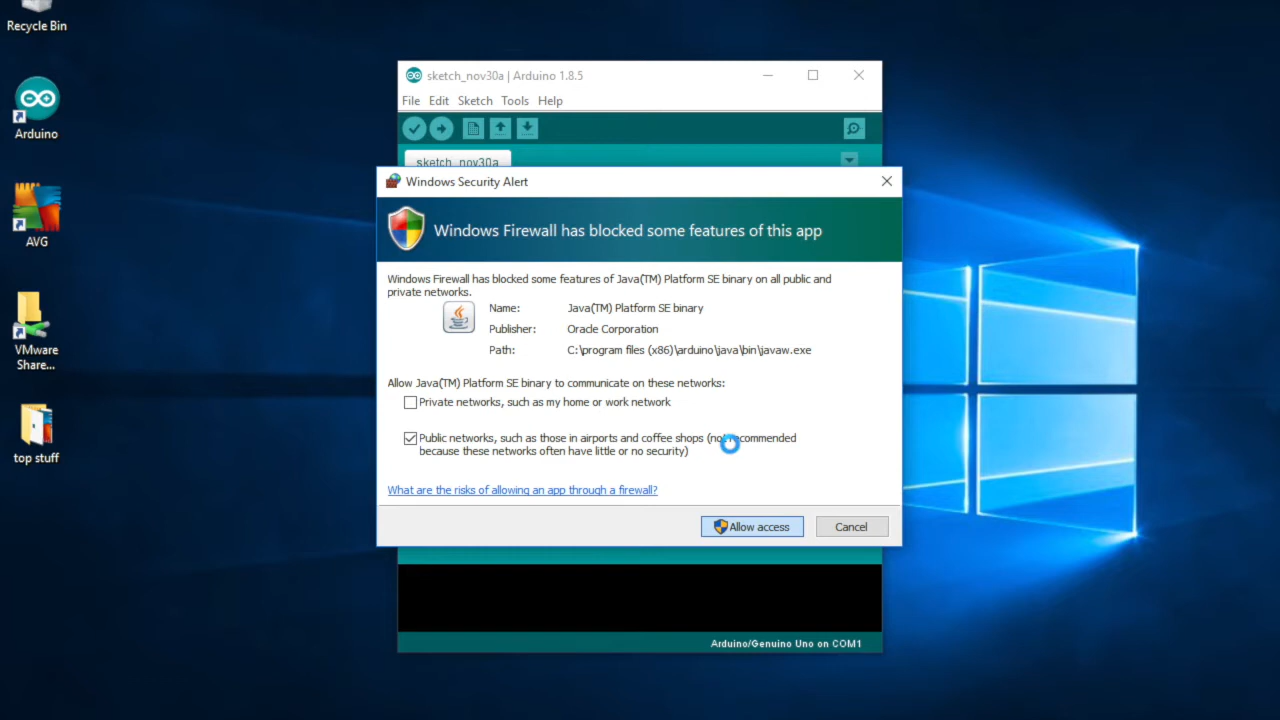 Recycle Bin
Arduino
AVG
VMware
Share...
top stuff
sketch_nov30a | Arduino 1.8.5
File Edit Sketch Tools Help
sketch_nov30a
Windows Security Alert
Windows Firewall has blocked some features of this app
Windows Firewall has blocked some features of Java(TM) Platform SE binary on all public and
private networks.
Name: Java(TM) Platform SE binary
Publisher: Oracle Corporation
Path: C:\program files (x86)\arduino\java\bin\javaw.exe
Allow Java(TM) Platform SE binary to communicate on these networks:
Private networks, such as my home or work network
Public networks, such as those in airports and coffee shops (not recommended
because these networks often have little or no security)
What are the risks of allowing an app through a firewall?
Allow access Cancel
Arduino/Genuino Uno on COM1